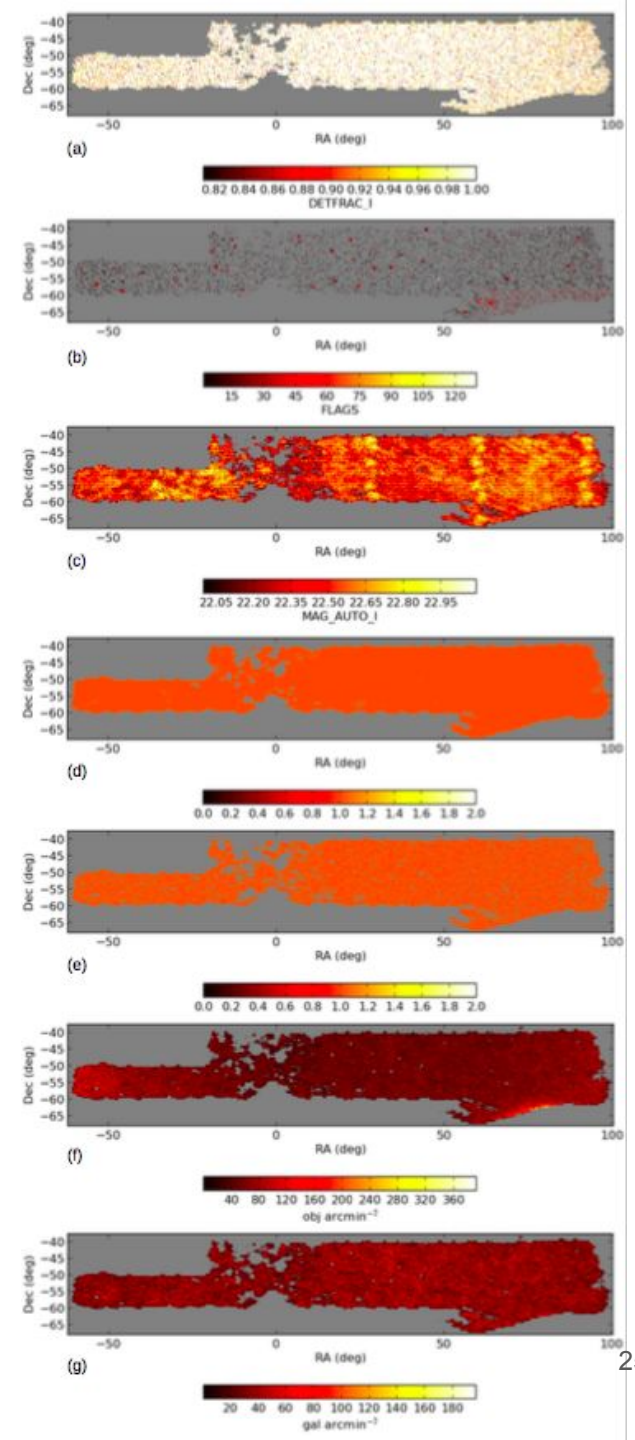 Dec (deg)
−40
−45
−50
−55
−60
−65
−50 0 50 100
RA (deg)
(a)
0.82 0.84 0.86 0.88 0.90 0.92 0.94 0.96 0.98 1.00
DETFRAC_I
Dec (deg)
−40
−45
−50
−55
−60
−65
−50 0 50 100
RA (deg)
(b)
15 30 45 60 75 90 105 120
FLAGS
Dec (deg)
−40
−45
−50
−55
−60
−65
−50 0 50 100
RA (deg)
(c)
22.05 22.20 22.35 22.50 22.65 22.80 22.95
MAG_AUTO_I
Dec (deg)
−40
−45
−50
−55
−60
−65
−50 0 50 100
RA (deg)
(d)
0.0 0.2 0.4 0.6 0.8 1.0 1.2 1.4 1.6 1.8 2.0
Dec (deg)
−40
−45
−50
−55
−60
−65
−50 0 50 100
RA (deg)
(e)
0.0 0.2 0.4 0.6 0.8 1.0 1.2 1.4 1.6 1.8 2.0
Dec (deg)
−40
−45
−50
−55
−60
−65
−50 0 50 100
RA (deg)
(f)
40 80 120 160 200 240 280 320 360
obj arcmin⁻²
Dec (deg)
−40
−45
−50
−55
−60
−65
−50 0 50 100
RA (deg)
2
(g)
20 40 60 80 100 120 140 160 180
gal arcmin⁻²